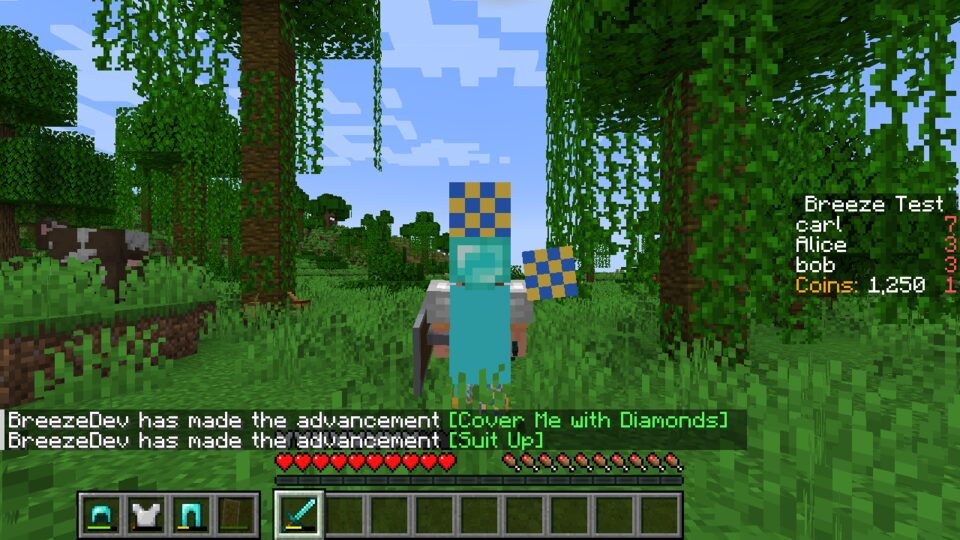 Breeze Test
carl 7
Alice 3
bob 3
Coins: 1,250 1
BreezeDev has made the advancement [Cover Me with Diamonds]
BreezeDev has made the advancement [Suit Up]